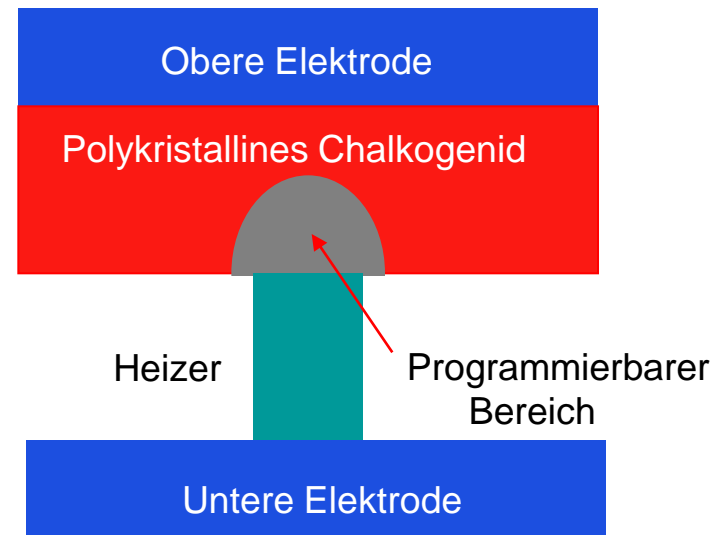 Obere Elektrode
Polykristallines Chalkogenid
Heizer
Programmierbarer
Bereich
Untere Elektrode